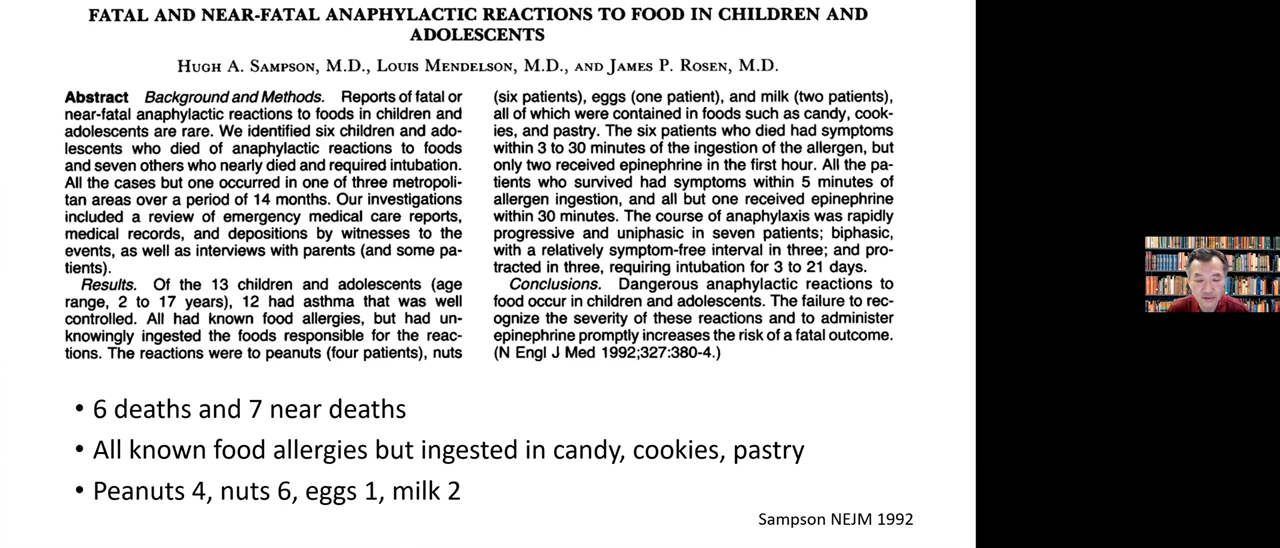 FATAL AND NEAR-FATAL ANAPHYLACTIC REACTIONS TO FOOD IN CHILDREN AND
ADOLESCENTS
HUGH A. SAMPSON, M.D., LOUIS MENDELSON, M.D., AND JAMES P. ROSEN, M.D.
Abstract Background and Methods. Reports of fatal or
near-fatal anaphylactic reactions to foods in children and
adolescents are rare. We identified six children and ado-
lescents who died of anaphylactic reactions to foods
and seven others who nearly died and required intubation.
All the cases but one occurred in one of three metropoli-
tan areas over a period of 14 months. Our investigations
included a review of emergency medical care reports,
medical records, and depositions by witnesses to the
events, as well as interviews with parents (and some pa-
tients).
Results. Of the 13 children and adolescents (age
range, 2 to 17 years), 12 had asthma that was well
controlled. All had known food allergies, but had un-
knowingly ingested the foods responsible for the reac-
tions. The reactions were to peanuts (four patients), nuts
(six patients), eggs (one patient), and milk (two patients),
all of which were contained in foods such as candy, cook-
ies, and pastry. The six patients who died had symptoms
within 3 to 30 minutes of the ingestion of the allergen, but
only two received epinephrine in the first hour. All the pa-
tients who survived had symptoms within 5 minutes of
allergen ingestion, and all but one received epinephrine
within 30 minutes. The course of anaphylaxis was rapidly
progressive and uniphasic in seven patients; biphasic,
with a relatively symptom-free interval in three; and pro-
tracted in three, requiring intubation for 3 to 21 days.
Conclusions. Dangerous anaphylactic reactions to
food occur in children and adolescents. The failure to rec-
ognize the severity of these reactions and to administer
epinephrine promptly increases the risk of a fatal outcome.
(N Engl J Med 1992;327:380-4.)
• 6 deaths and 7 near deaths
• All known food allergies but ingested in candy, cookies, pastry
• Peanuts 4, nuts 6, eggs 1, milk 2
Sampson NEJM 1992